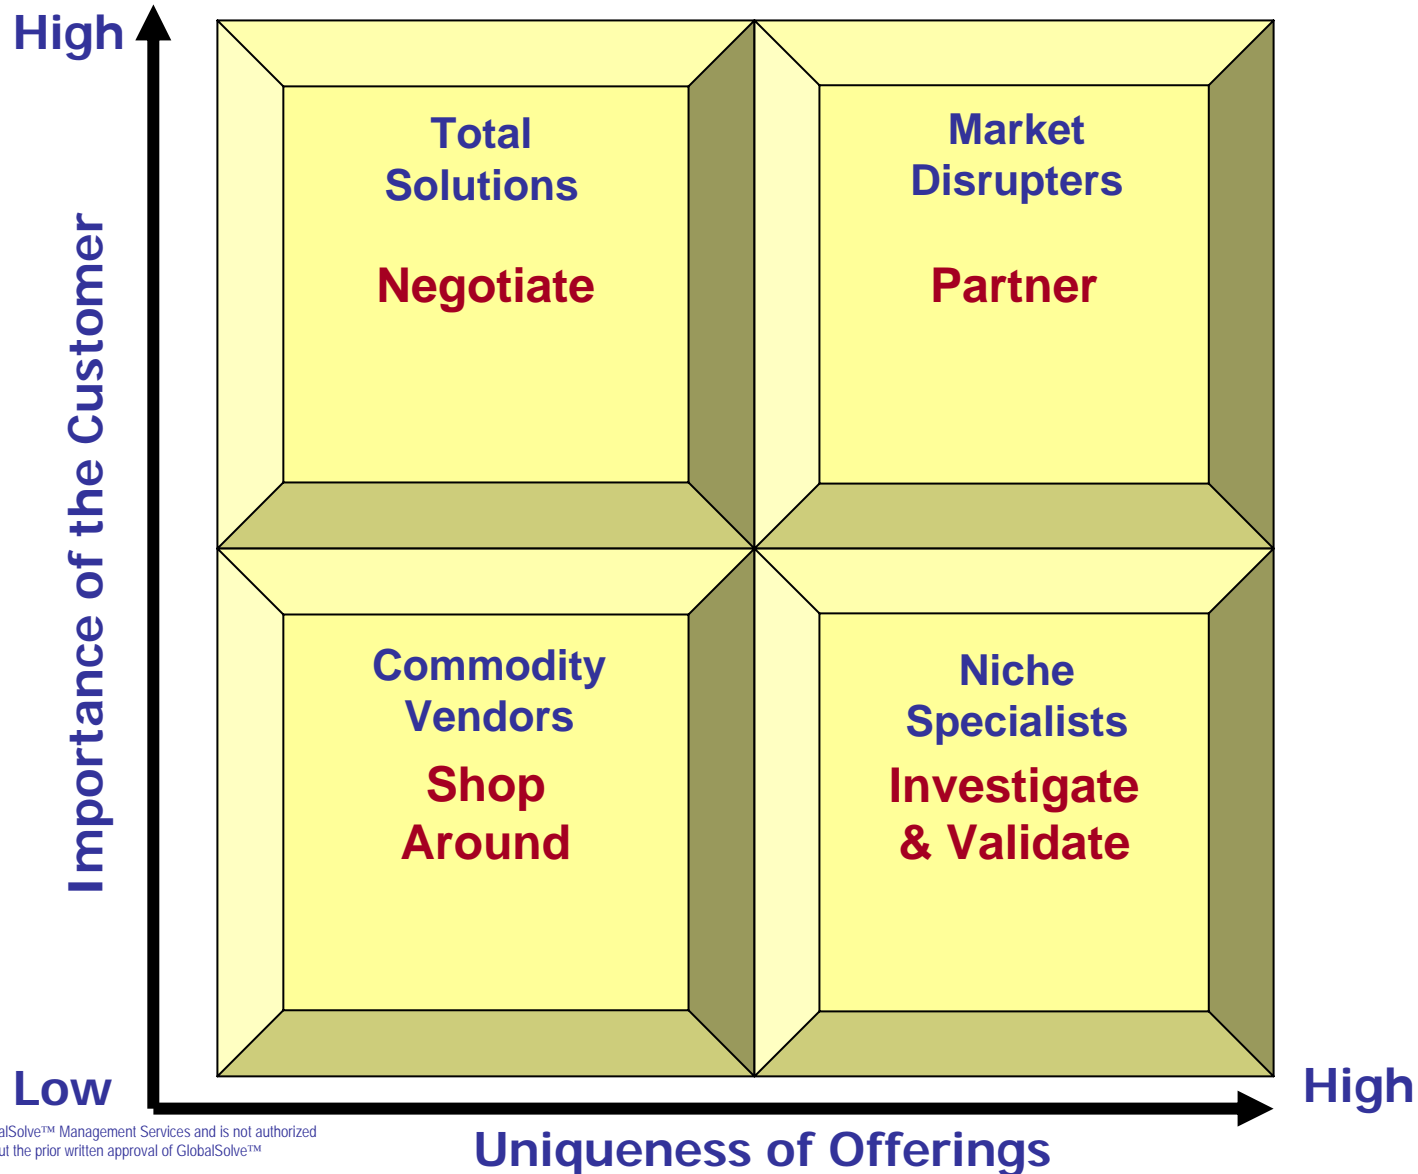 High
Total
Solutions
Negotiate
Market
Disrupters
Partner
Importance of the Customer
Commodity
Vendors
Shop
Around
Niche
Specialists
Investigate
& Validate
Low
High
alSolve™ Management Services and is not authorized
ut the prior written approval of GlobalSolve™
Uniqueness of Offerings